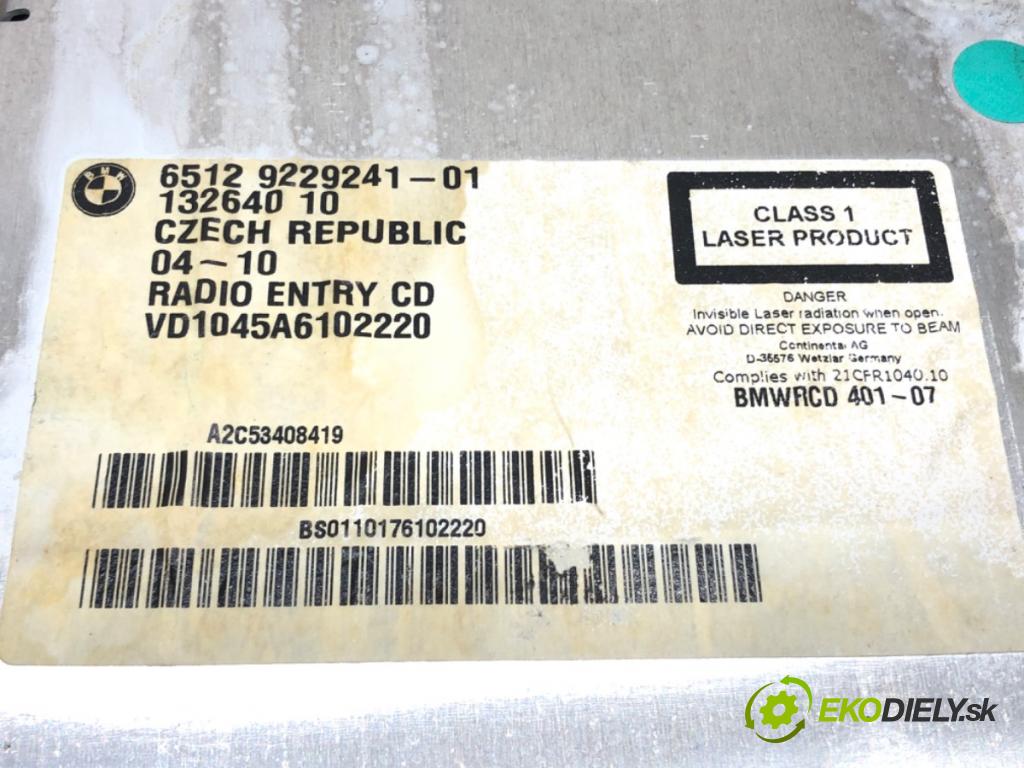 BMW
6512 9229241-01
132640 10
CZECH REPUBLIC
04-10
RADIO ENTRY CD
VD1045A6102220
CLASS 1
LASER PRODUCT
DANGER
Invisible Laser radiation when open.
AVOID DIRECT EXPOSURE TO BEAM
Continental AG
D-35576 Wetzlar Germany
Complies with 21CFR1040.10
BMWRCD 401-07
A2C53408419
BS0110176102220
EKODIELY.sk